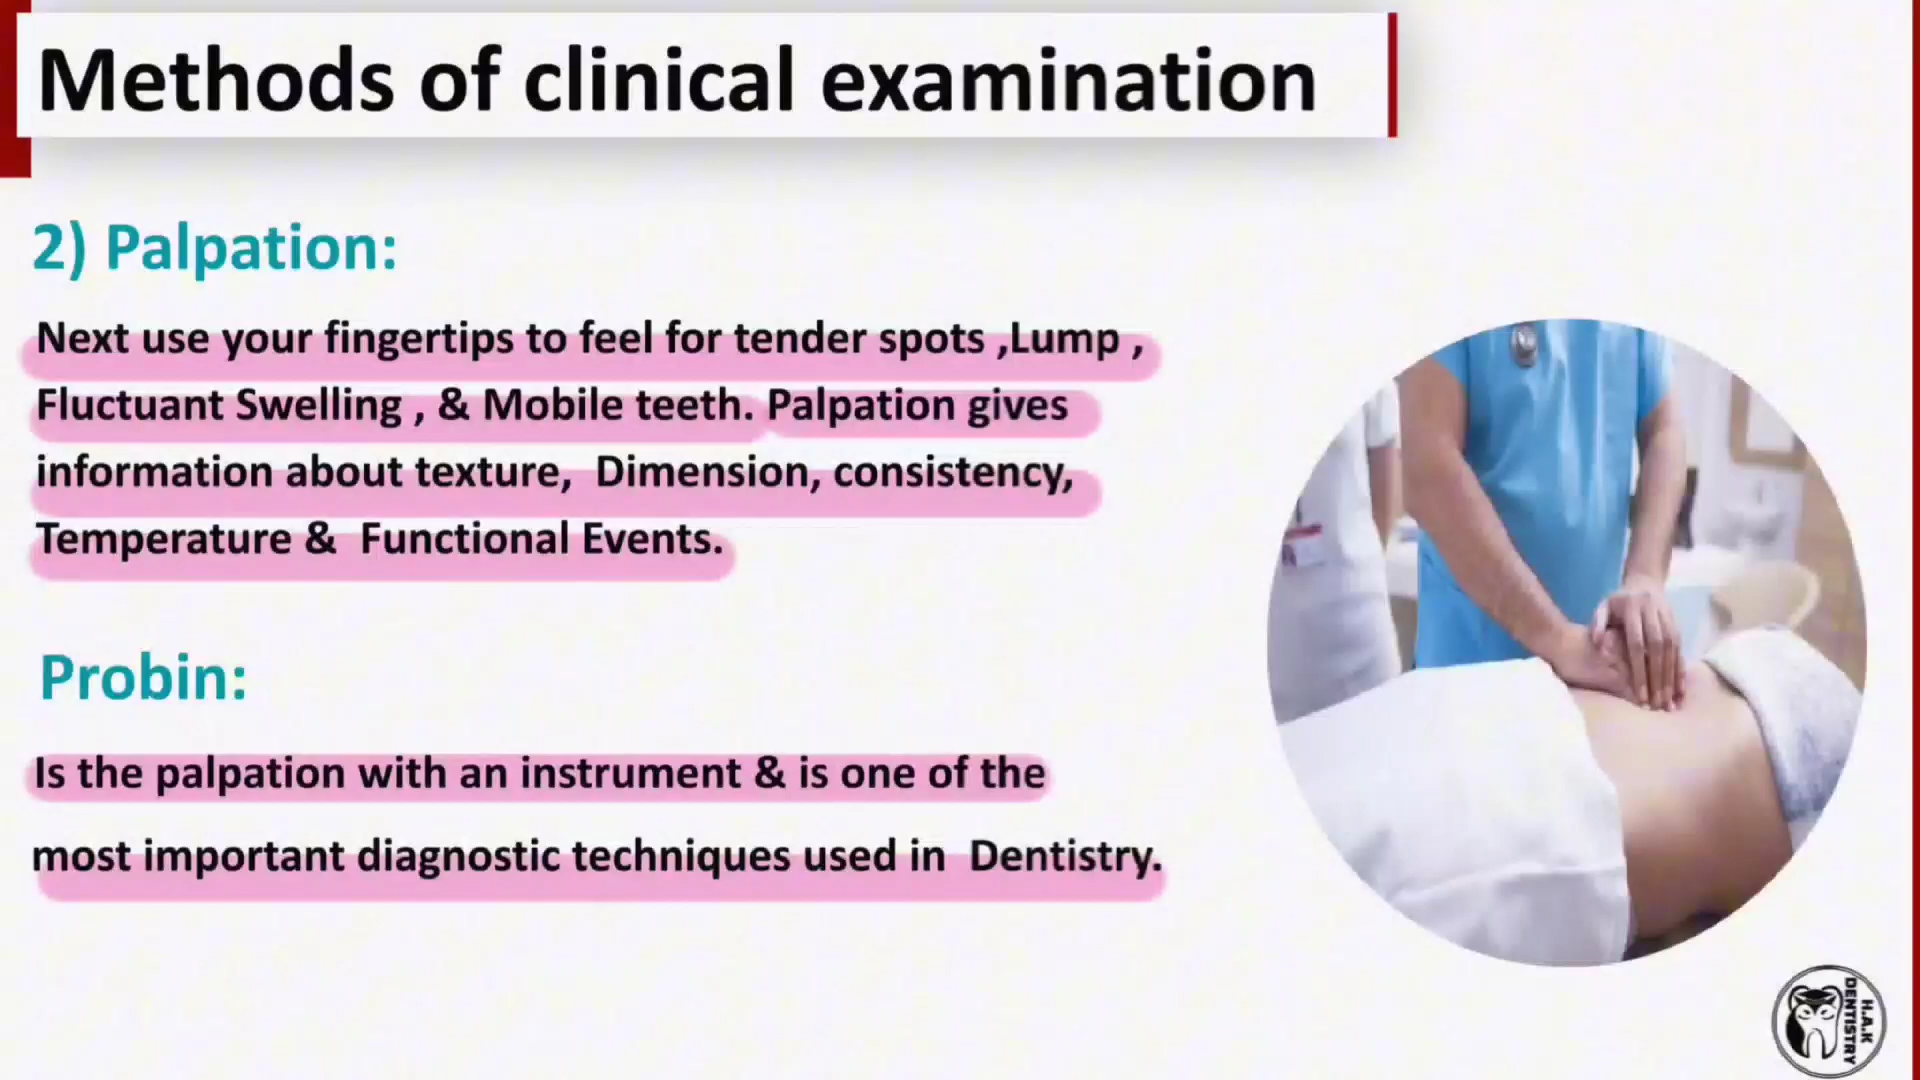 Methods of clinical examination
2) Palpation:
Next use your fingertips to feel for tender spots ,Lump ,
Fluctuant Swelling , & Mobile teeth. Palpation gives
information about texture,  Dimension, consistency,
Temperature &  Functional Events.
Probin:
Is the palpation with an instrument & is one of the
most important diagnostic techniques used in  Dentistry.
H.A.K
DENTISTRY